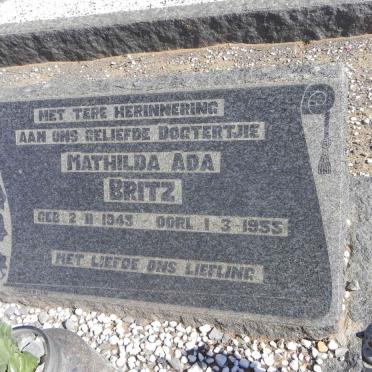 MET TERE HERINNERING
AAN ONS GELIEFDE DOGTERTJIE
MATHILDA ADA
BRITZ
GEB 2-11-1943 - OORL 1-3-1955
MET LIEFDE ONS LIEFLING